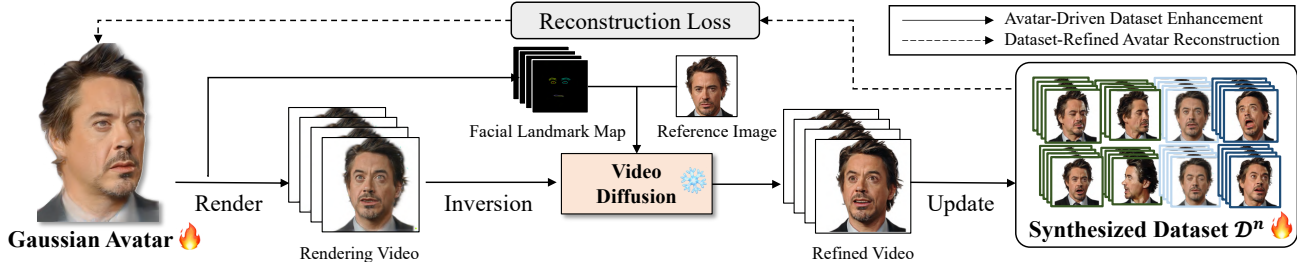 Reconstruction Loss
Avatar-Driven Dataset Enhancement
Dataset-Refined Avatar Reconstruction
Facial Landmark Map
Reference Image
Video
Diffusion
Render
Inversion
Update
Gaussian Avatar
Rendering Video
Refined Video
Synthesized Dataset 𝒟ⁿ